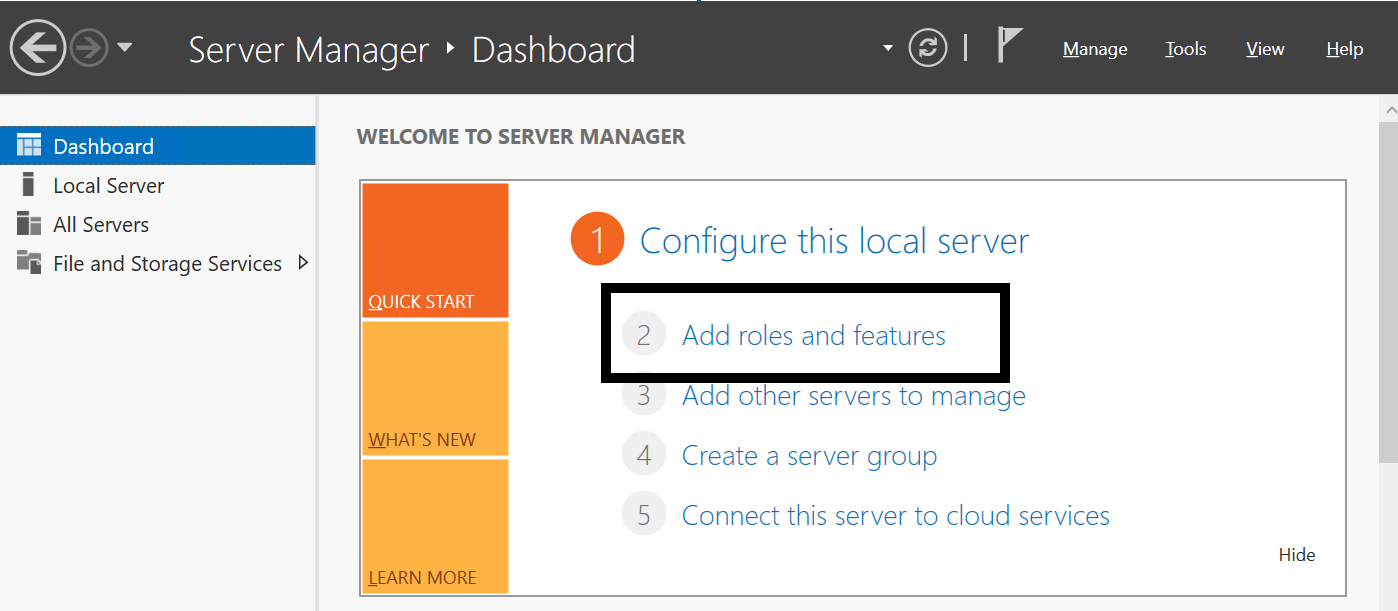 Server Manager ‣ Dashboard
Manage Tools View Help
Dashboard
Local Server
All Servers
File and Storage Services
WELCOME TO SERVER MANAGER
QUICK START
WHAT'S NEW
LEARN MORE
1 Configure this local server
2 Add roles and features
3 Add other servers to manage
4 Create a server group
5 Connect this server to cloud services
Hide